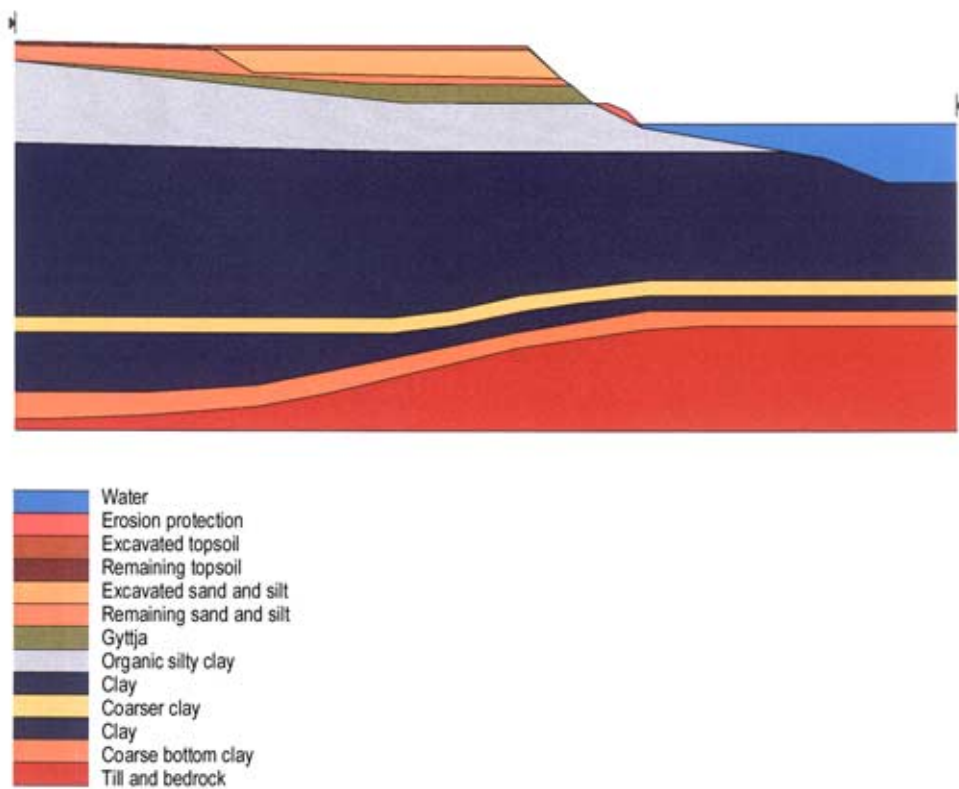 Water
Erosion protection
Excavated topsoil
Remaining topsoil
Excavated sand and silt
Remaining sand and silt
Gyttja
Organic silty clay
Clay
Coarser clay
Clay
Coarse bottom clay
Till and bedrock